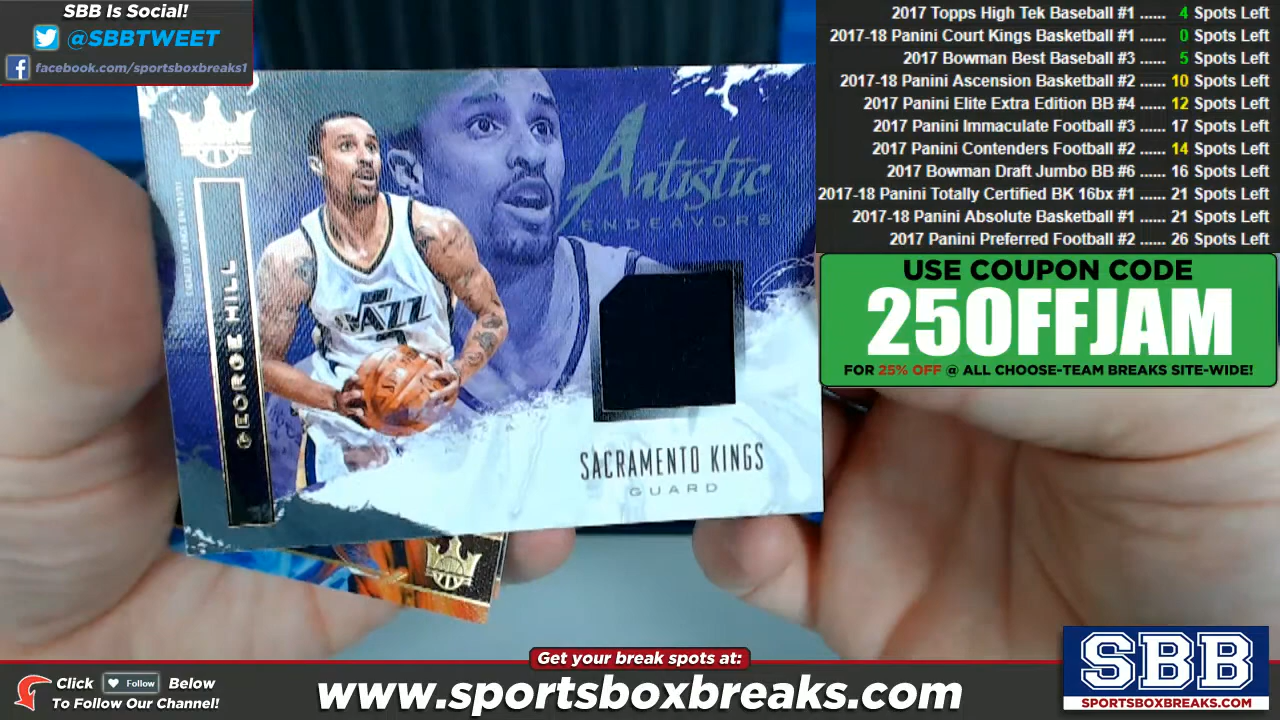 SBB Is Social!
@SBBTWEET
facebook.com/sportsboxbreaks1
2017 Topps High Tek Baseball #1 ...... 4 Spots Left
2017-18 Panini Court Kings Basketball #1 ...... 0 Spots Left
2017 Bowman Best Baseball #3 ...... 5 Spots Left
2017-18 Panini Ascension Basketball #2 ...... 10 Spots Left
2017 Panini Elite Extra Edition BB #4 ...... 12 Spots Left
2017 Panini Immaculate Football #3 ...... 17 Spots Left
2017 Panini Contenders Football #2 ...... 14 Spots Left
2017 Bowman Draft Jumbo BB #6 ...... 16 Spots Left
2017-18 Panini Totally Certified BK 16bx #1 ...... 21 Spots Left
2017-18 Panini Absolute Basketball #1 ...... 21 Spots Left
2017 Panini Preferred Football #2 ...... 26 Spots Left
USE COUPON CODE
25OFFJAM
FOR 25% OFF @ ALL CHOOSE-TEAM BREAKS SITE-WIDE!
Artistic
ENDEAVORS
GEORGE HILL
JAZZ
SACRAMENTO KINGS
GUARD
Get your break spots at:
www.sportsboxbreaks.com
Click Follow Below
To Follow Our Channel!
SBB
SPORTSBOXBREAKS.COM